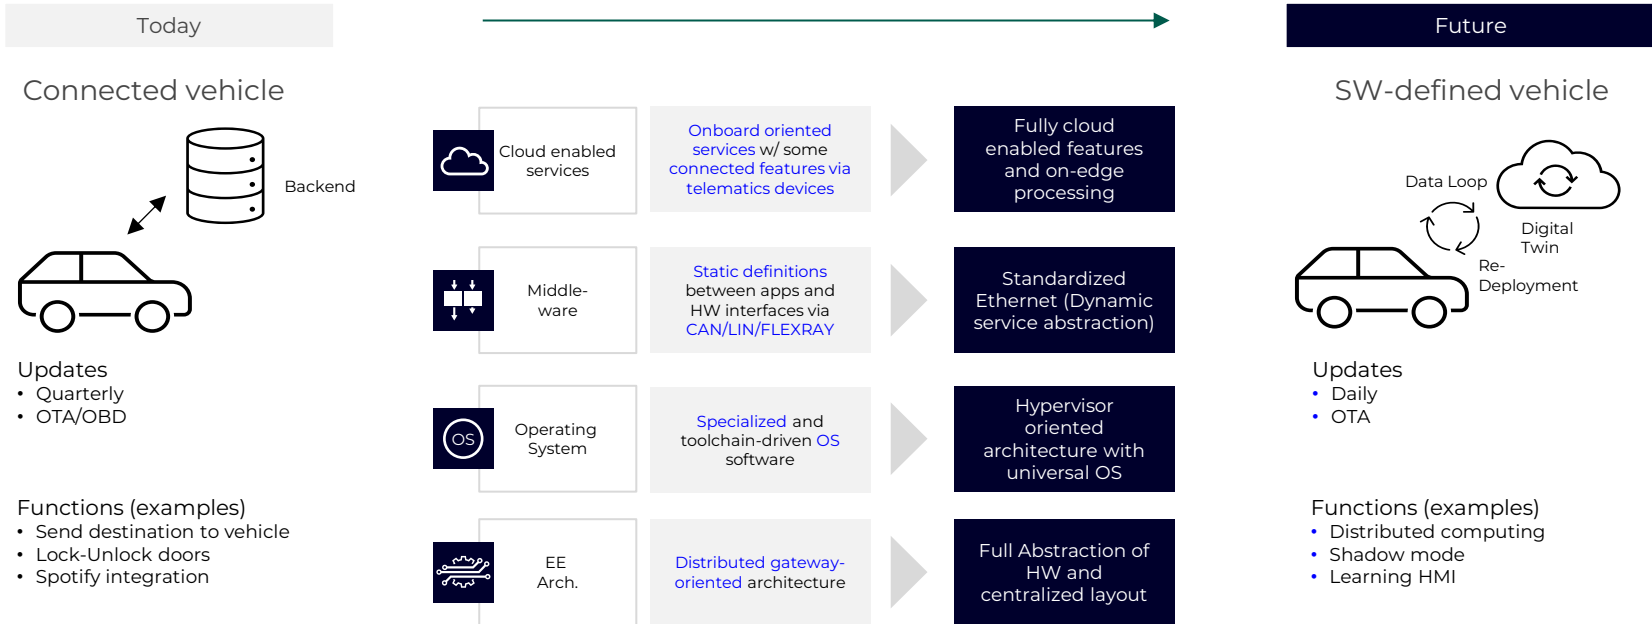 Today
Future
Connected vehicle
SW-defined vehicle
Backend
Updates
• Quarterly
• OTA/OBD
Functions (examples)
• Send destination to vehicle
• Lock-Unlock doors
• Spotify integration
Cloud enabled
services
Onboard oriented
services w/ some
connected features via
telematics devices
Fully cloud
enabled features
and on-edge
processing
Middle-
ware
Static definitions
between apps and
HW interfaces via
CAN/LIN/FLEXRAY
Standardized
Ethernet (Dynamic
service abstraction)
OS
Operating
System
Specialized and
toolchain-driven OS
software
Hypervisor
oriented
architecture with
universal OS
EE
Arch.
Distributed gateway-
oriented architecture
Full Abstraction of
HW and
centralized layout
Data Loop
Digital
Twin
Re-
Deployment
Updates
• Daily
• OTA
Functions (examples)
• Distributed computing
• Shadow mode
• Learning HMI